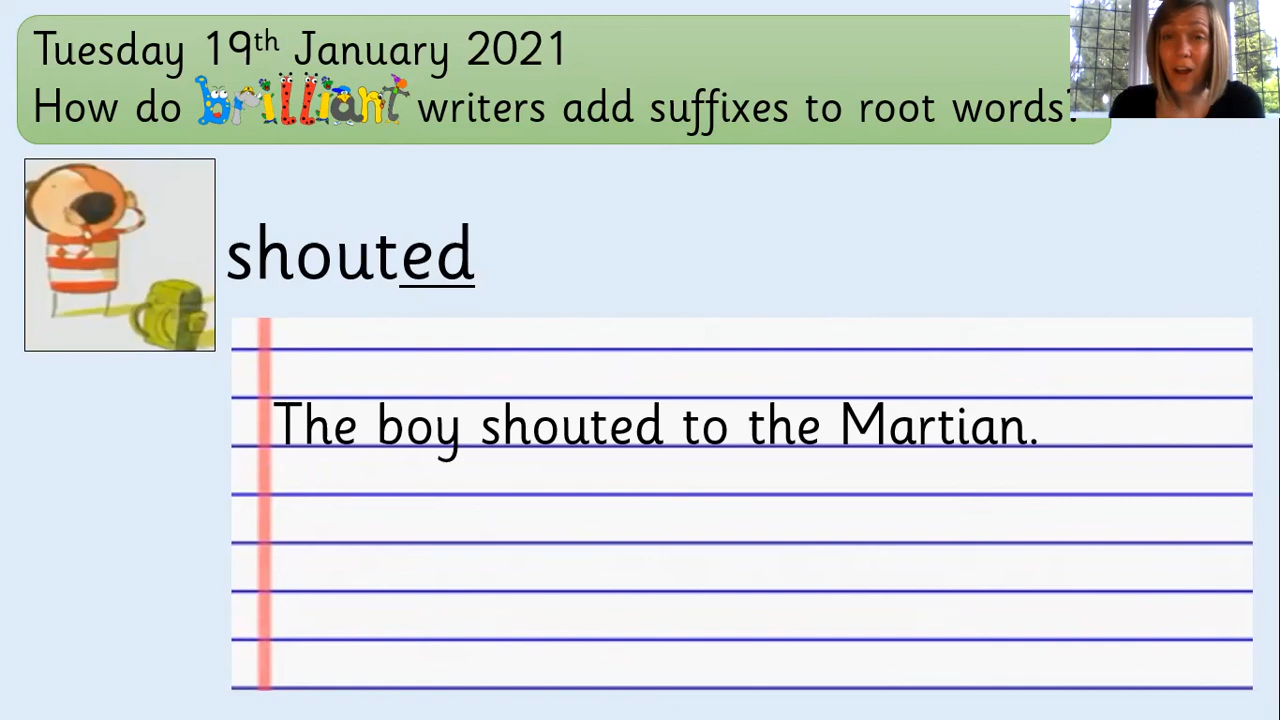 Tuesday 19th January 2021
How do brilliant writers add suffixes to root words?
shouted
The boy shouted to the Martian.